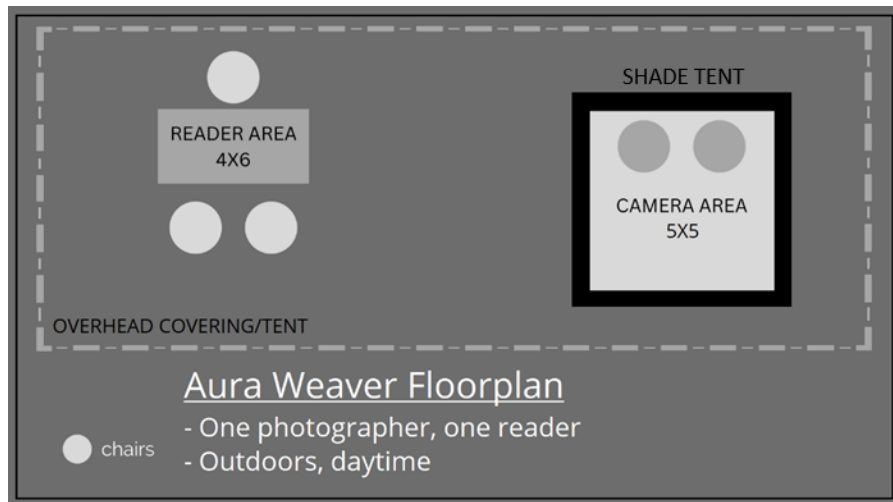 SHADE TENT
READER AREA
4X6
CAMERA AREA
5X5
OVERHEAD COVERING/TENT
Aura Weaver Floorplan
- One photographer, one reader
- Outdoors, daytime
chairs